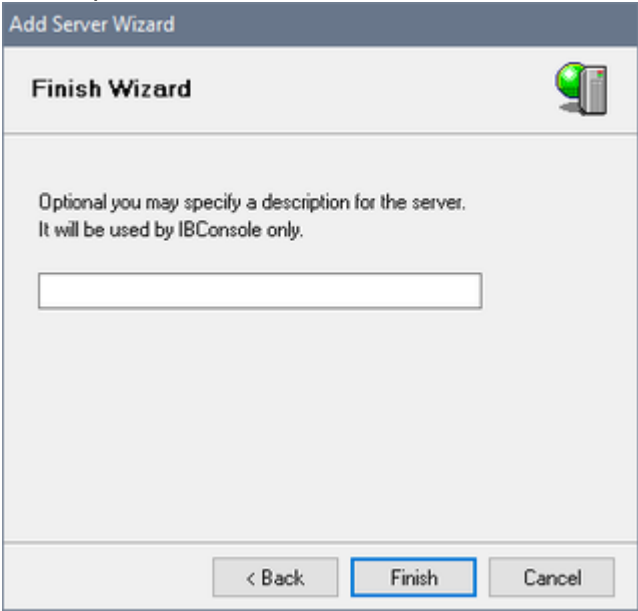 Add Server Wizard
Finish Wizard
Optional you may specify a description for the server.
It will be used by IBConsole only.
< Back
Finish
Cancel